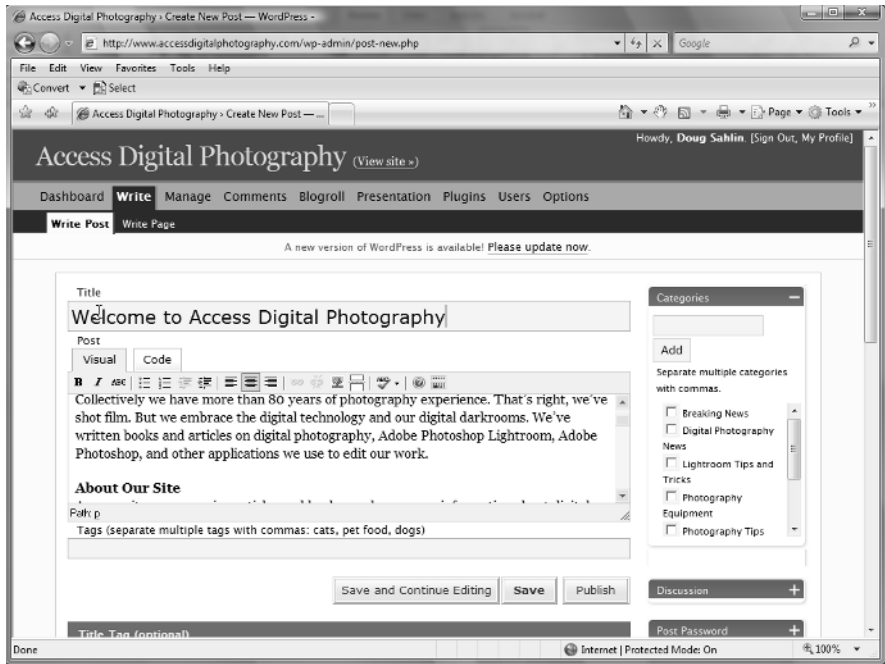 Access Digital Photography › Create New Post — WordPress -
http://www.accessdigitalphotography.com/wp-admin/post-new.php
Google
File Edit View Favorites Tools Help
Convert Select
Access Digital Photography › Create New Post — ...
Page Tools
Howdy, Doug Sahlin. [Sign Out, My Profile]
Access Digital Photography (View site »)
Dashboard Write Manage Comments Blogroll Presentation Plugins Users Options
Write Post Write Page
A new version of WordPress is available! Please update now.
Title
Welcome to Access Digital Photography
Post
Visual Code
B I ABC
Collectively we have more than 80 years of photography experience. That's right, we've
shot film. But we embrace the digital technology and our digital darkrooms. We've
written books and articles on digital photography, Adobe Photoshop Lightroom, Adobe
Photoshop, and other applications we use to edit our work.
About Our Site
Path: p
Tags (separate multiple tags with commas: cats, pet food, dogs)
Save and Continue Editing Save Publish
Title Tag (optional)
Categories
Add
Separate multiple categories
with commas.
Breaking News
Digital Photography
News
Lightroom Tips and
Tricks
Photography
Equipment
Photography Tips
Discussion
Post Password
Done
Internet | Protected Mode: On
100%